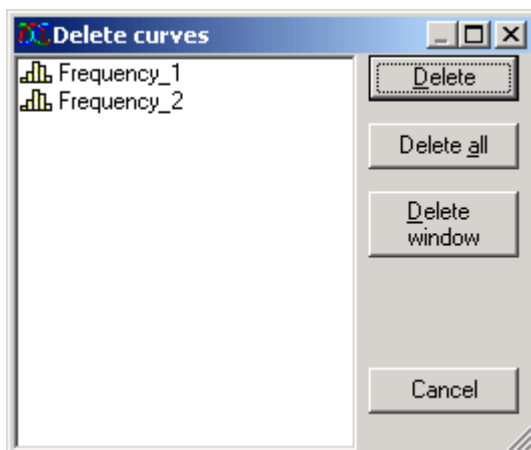 Delete curves
Frequency_1
Frequency_2
Delete
Delete all
Delete
window
Cancel